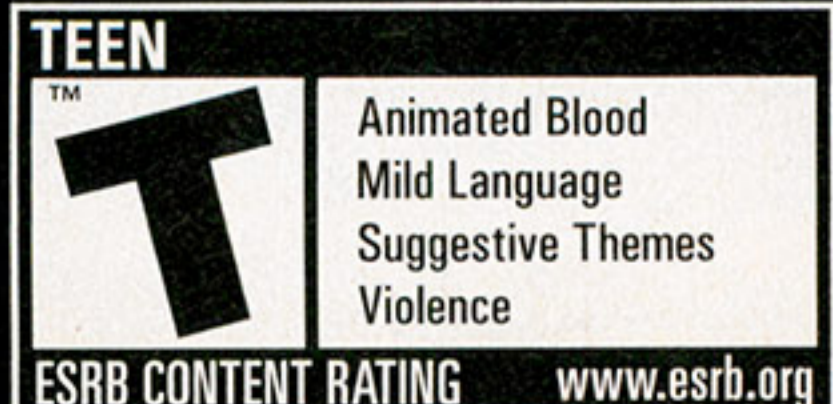 TEEN
TM
T
Animated Blood
Mild Language
Suggestive Themes
Violence
ESRB CONTENT RATING www.esrb.org